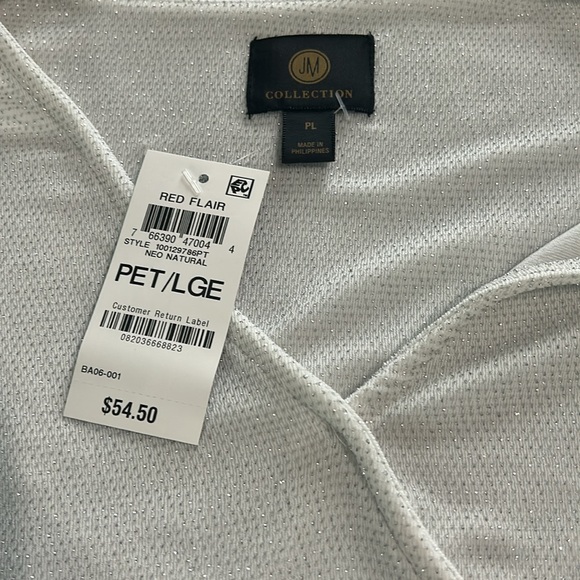 JM
COLLECTION
PL
MADE IN
PHILIPPINES
RED FLAIR
7 66390 47004 4
STYLE 100129786PT
NEO NATURAL
PET/LGE
Customer Return Label
082036668823
BA06-001
$54.50